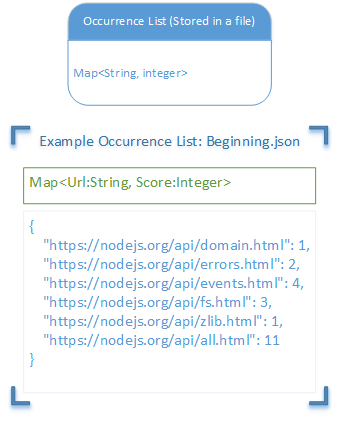 Occurrence List (Stored in a file)
Map<String, integer>
Example Occurrence List: Beginning.json
Map<Url:String, Score:Integer>
{
"https://nodejs.org/api/domain.html": 1,
"https://nodejs.org/api/errors.html": 2,
"https://nodejs.org/api/events.html": 4,
"https://nodejs.org/api/fs.html": 3,
"https://nodejs.org/api/zlib.html": 1,
"https://nodejs.org/api/all.html": 11
}